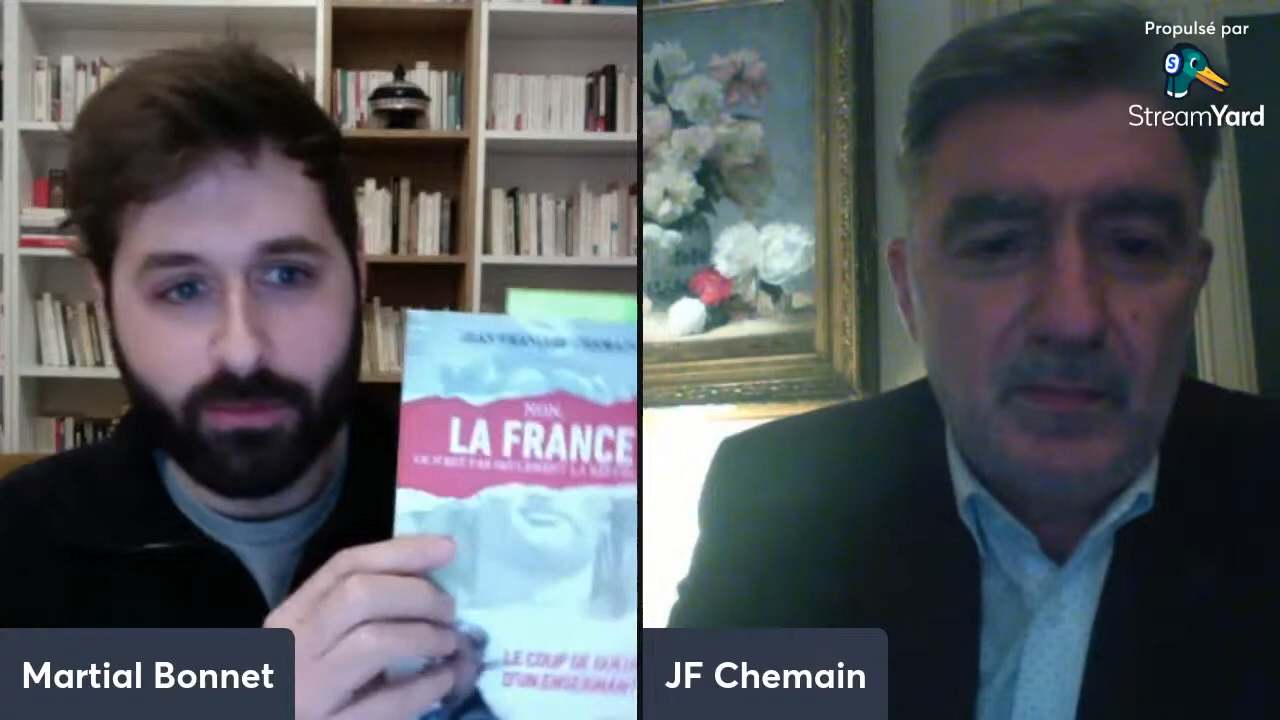 Propulsé par
StreamYard
NON,
LA FRANCE
LE COUP DE
D'UN ENSEIGNANT
Martial Bonnet
JF Chemain